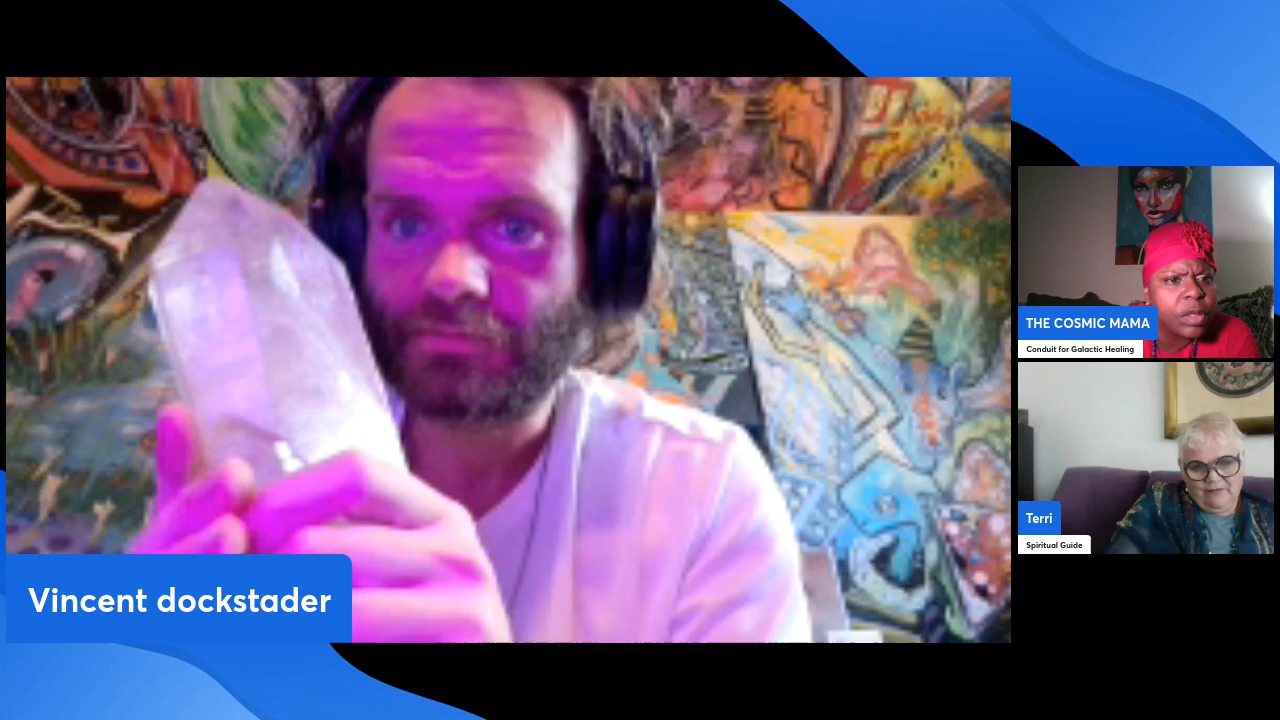 Vincent dockstader
THE COSMIC MAMA
Conduit for Galactic Healing
Terri
Spiritual Guide